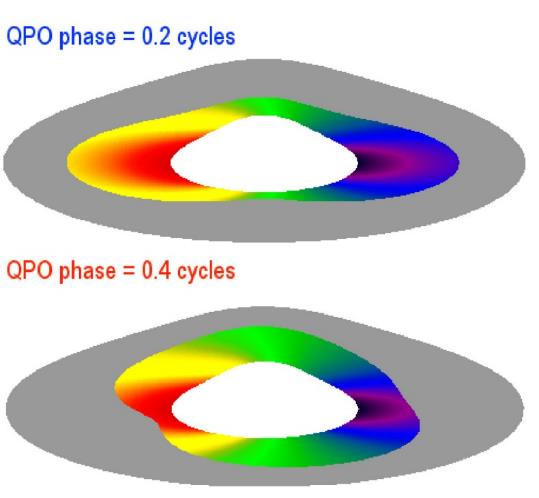 QPO phase = 0.2 cycles
QPO phase = 0.4 cycles